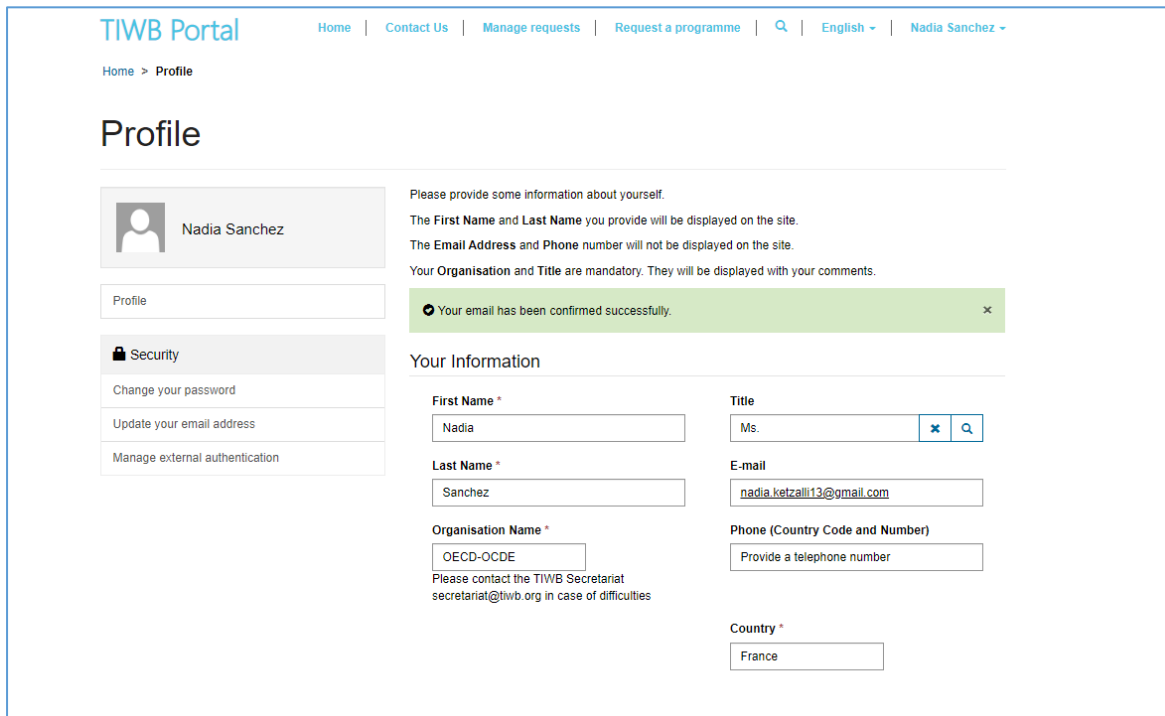 TIWB Portal
Home | Contact Us | Manage requests | Request a programme | English | Nadia Sanchez
Home > Profile
Profile
Nadia Sanchez
Profile
Security
Change your password
Update your email address
Manage external authentication
Please provide some information about yourself.
The First Name and Last Name you provide will be displayed on the site.
The Email Address and Phone number will not be displayed on the site.
Your Organisation and Title are mandatory. They will be displayed with your comments.
Your email has been confirmed successfully. ×
Your Information
First Name *
Nadia
Title
Ms.
Last Name *
Sanchez
E-mail
nadia.ketzalli13@gmail.com
Organisation Name *
OECD-OCDE
Please contact the TIWB Secretariat
secretariat@tiwb.org in case of difficulties
Phone (Country Code and Number)
Provide a telephone number
Country *
France